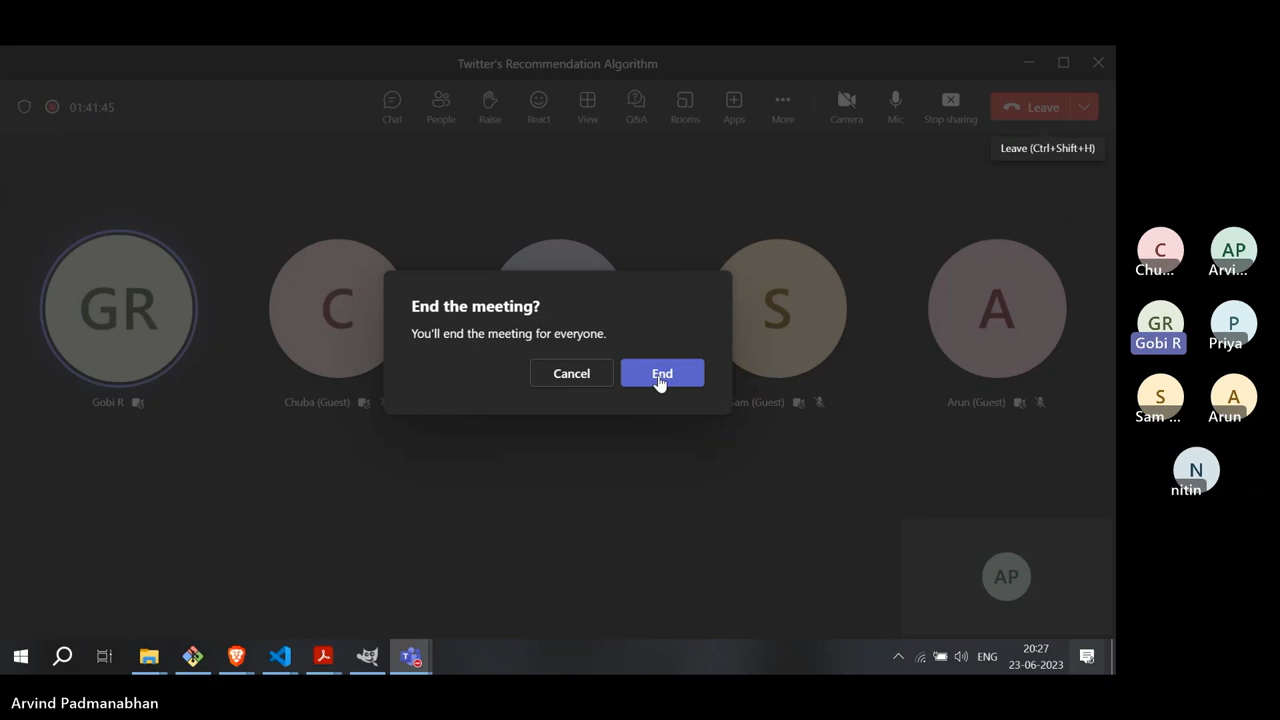 Twitter's Recommendation Algorithm
01:41:45
Chat
People
Raise
React
View
Q&A
Rooms
Apps
More
Camera
Mic
Stop sharing
Leave
Leave (Ctrl+Shift+H)
GR
C
S
A
End the meeting?
You'll end the meeting for everyone.
Cancel
End
Gobi R
Chuba (Guest)
am (Guest)
Arun (Guest)
AP
C
Chu...
AP
Arvi...
GR
Gobi R
P
Priya
S
Sam ...
A
Arun
N
nitin
ENG
20:27
23-06-2023
Arvind Padmanabhan